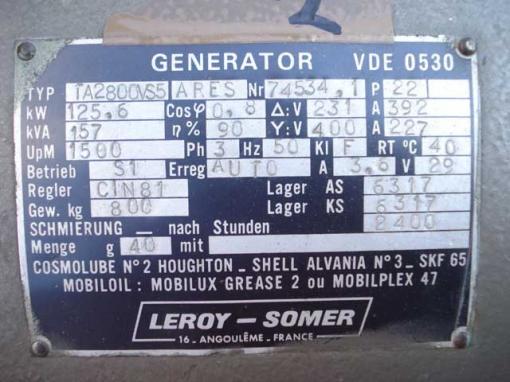 GENERATOR VDE 0530
TYP TA2800VS5 ARES Nr 74534,1 P 22
kW 125,6 Cosφ 0,8 Δ:V 231 A 392
kVA 157 η% 90 Y:V 400 A 227
UpM 1500 Ph 3 Hz 50 Kl F RT °C 40
Betrieb S1 Erreg AUTO A 3,6 V 29
Regler CIN81 Lager AS 6317
Gew. kg 800 Lager KS 6317
SCHMIERUNG — nach Stunden 2400
Menge g 40 mit
COSMOLUBE N°2 HOUGHTON _ SHELL ALVANIA N°3 _ SKF 65
MOBILOIL : MOBILUX GREASE 2 ou MOBILPLEX 47
LEROY - SOMER
16 _ ANGOULÊME _ FRANCE